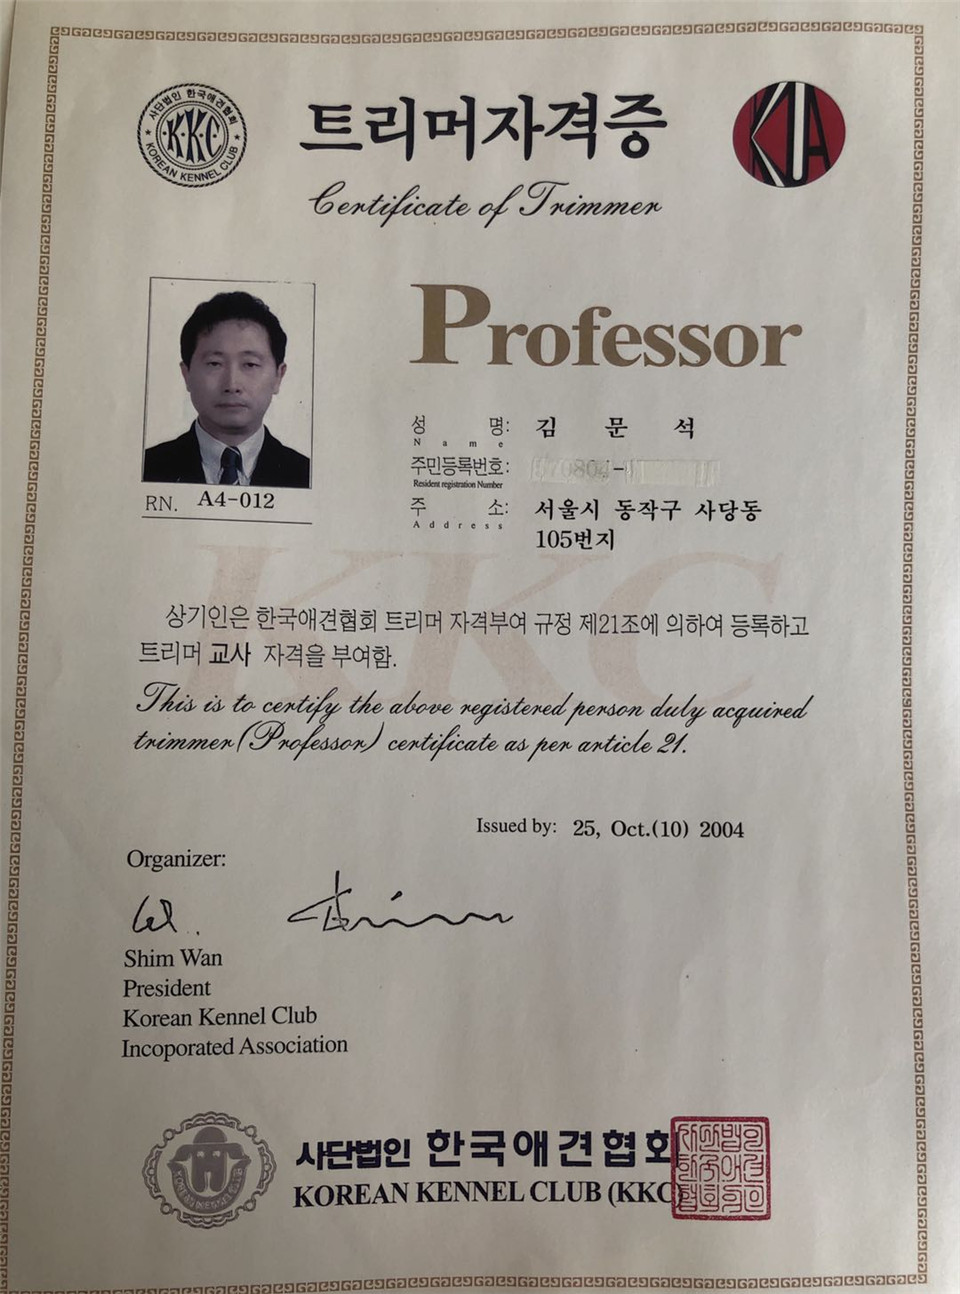 사단법인 한국애견협회
KKC
KOREAN KENNEL CLUB
트리머자격증
KUA
Certificate of Trimmer
Professor
성 명: 김 문 석
Name
주민등록번호:
Resident registration Number
주 소: 서울시 동작구 사당동
Address
105번지
RN. A4-012
KKC
상기인은 한국애견협회 트리머 자격부여 규정 제21조에 의하여 등록하고
트리머 교사 자격을 부여함.
This is to certify the above registered person duly acquired
trimmer (Professor) certificate as per article 21.
Issued by: 25, Oct.(10) 2004
Organizer:
Shim Wan
President
Korean Kennel Club
Incoporated Association
사단법인 한국애견협회
KOREAN KENNEL CLUB (KKC